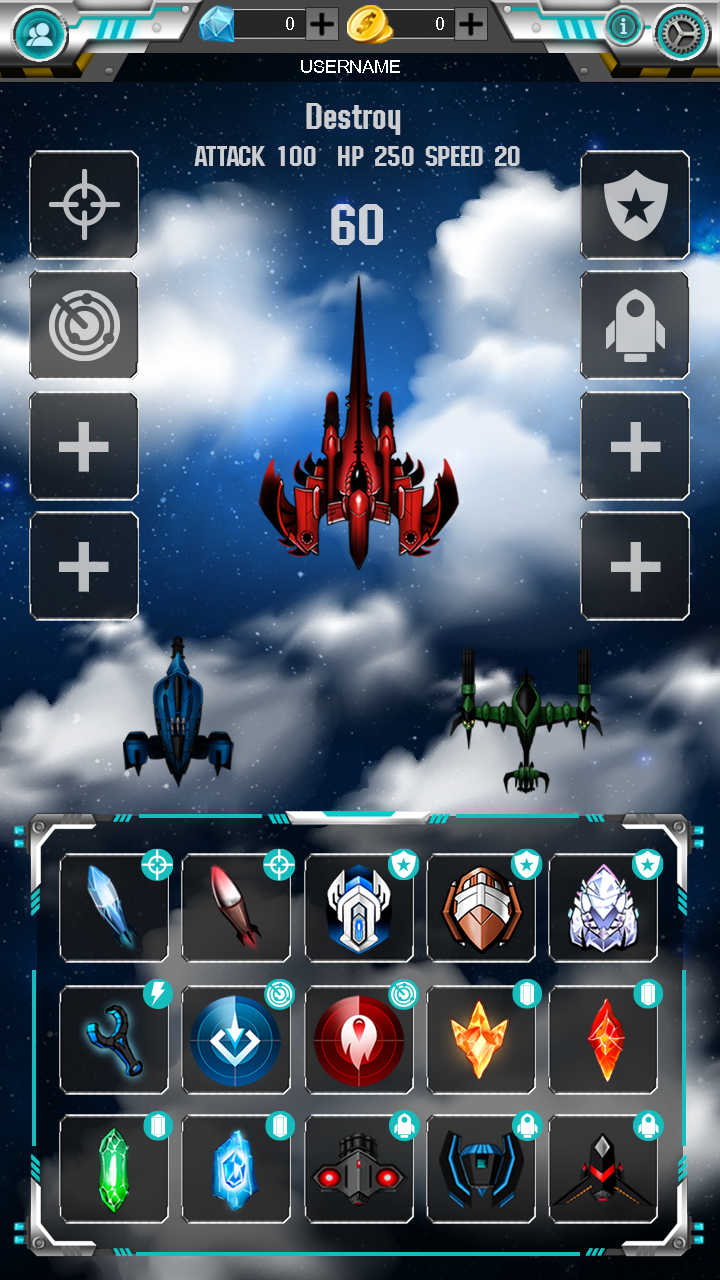 0
0
USERNAME
Destroy
ATTACK 100 HP 250 SPEED 20
60